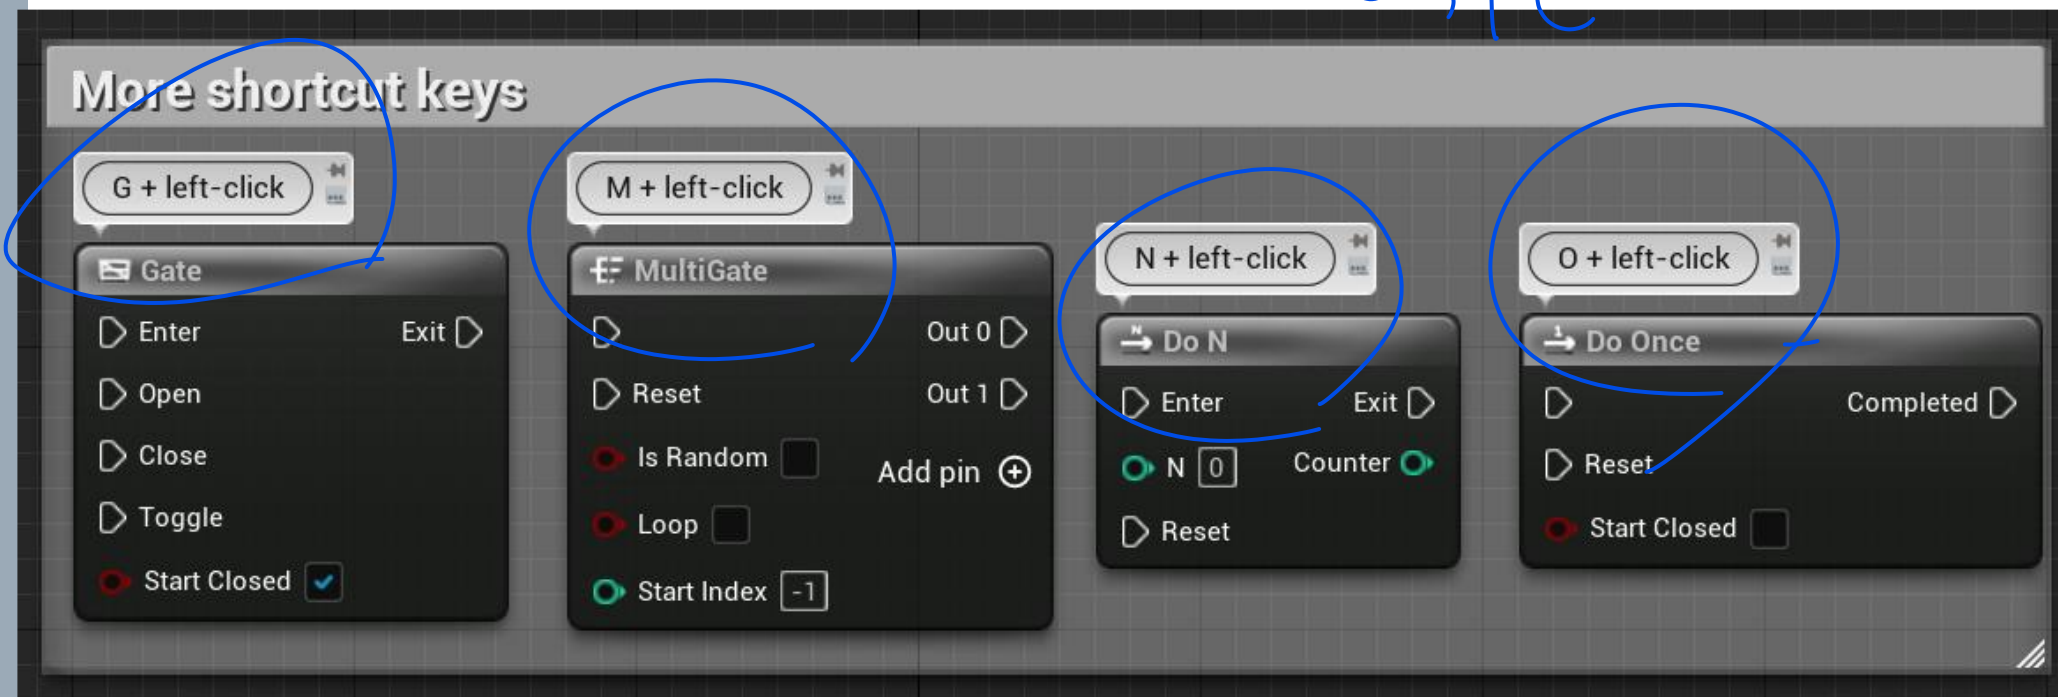 More shortcut keys
G + left-click
M + left-click
N + left-click
O + left-click
Gate
Enter Exit
Open
Close
Toggle
Start Closed
MultiGate
Out 0
Reset Out 1
Is Random
Add pin
Loop
Start Index -1
Do N
Enter Exit
N 0 Counter
Reset
Do Once
Completed
Reset
Start Closed